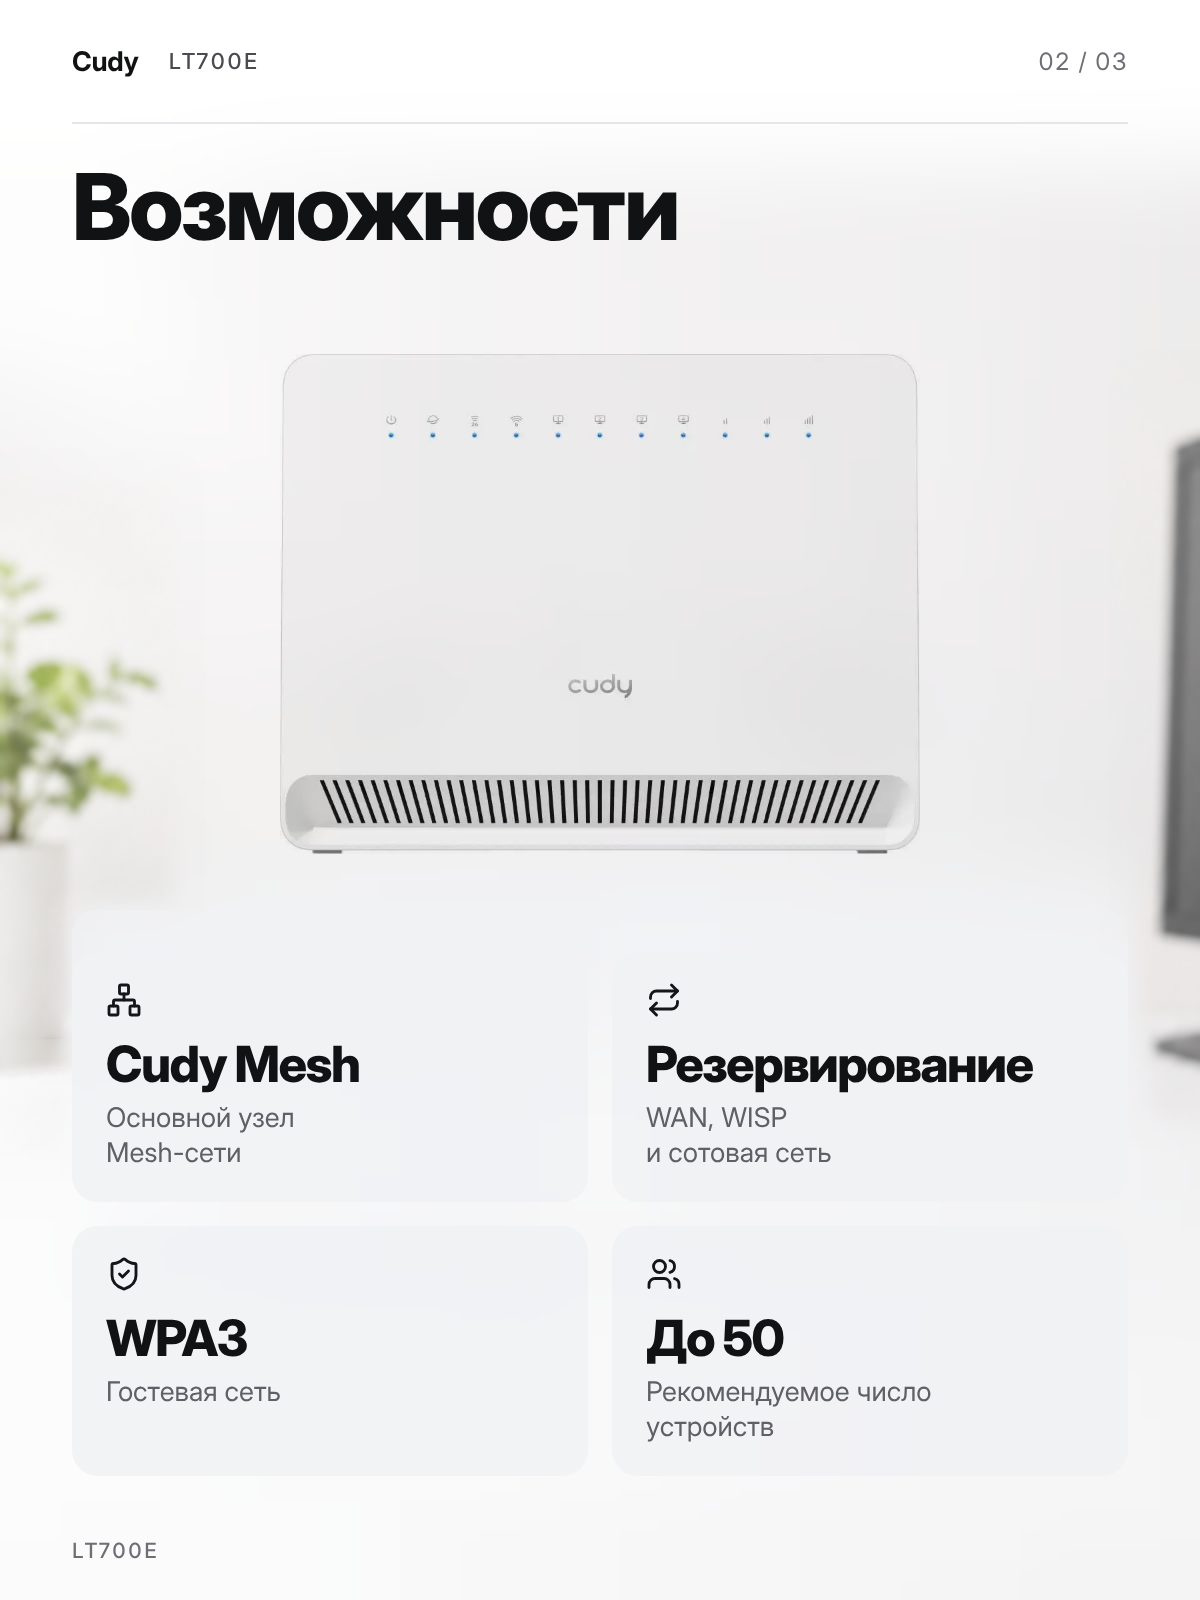 Cudy LT700E
02 / 03
Возможности
cudy
Cudy Mesh
Основной узел
Mesh-сети
Резервирование
WAN, WISP
и сотовая сеть
WPA3
Гостевая сеть
До 50
Рекомендуемое число
устройств
LT700E